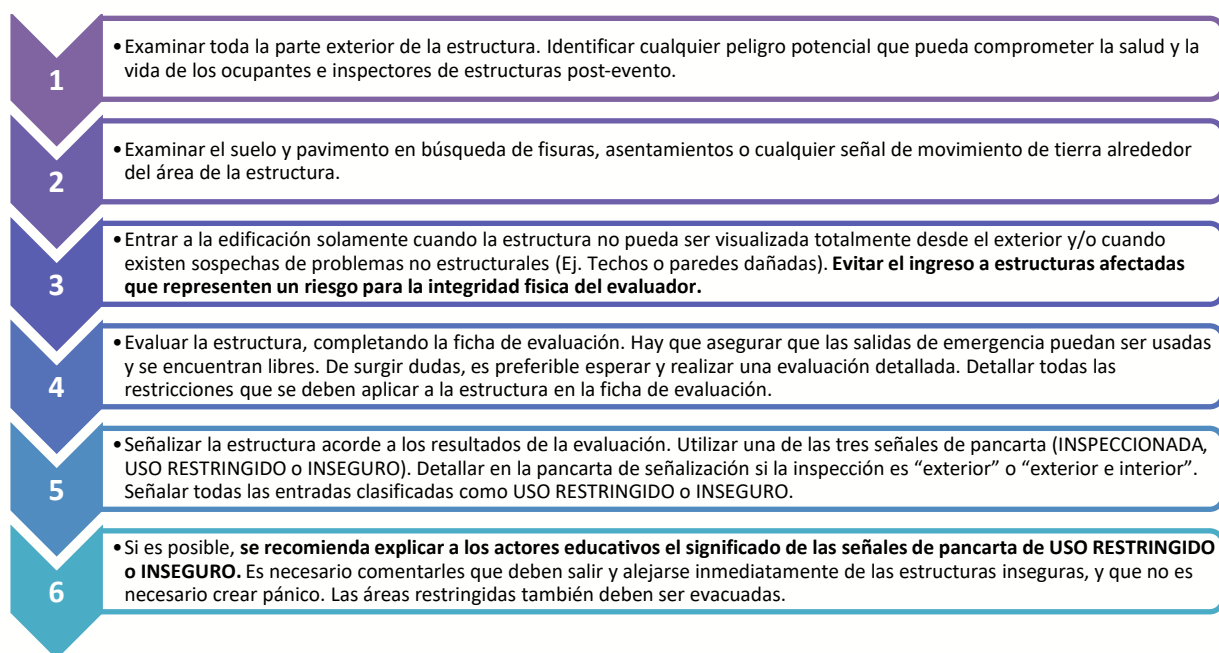 1
•Examinar toda la parte exterior de la estructura. Identificar cualquier peligro potencial que pueda comprometer la salud y la
vida de los ocupantes e inspectores de estructuras post-evento.
2
•Examinar el suelo y pavimento en búsqueda de fisuras, asentamientos o cualquier señal de movimiento de tierra alrededor
del área de la estructura.
3
•Entrar a la edificación solamente cuando la estructura no pueda ser visualizada totalmente desde el exterior y/o cuando
existen sospechas de problemas no estructurales (Ej. Techos o paredes dañadas). Evitar el ingreso a estructuras afectadas
que representen un riesgo para la integridad fisica del evaluador.
4
•Evaluar la estructura, completando la ficha de evaluación. Hay que asegurar que las salidas de emergencia puedan ser usadas
y se encuentran libres. De surgir dudas, es preferible esperar y realizar una evaluación detallada. Detallar todas las
restricciones que se deben aplicar a la estructura en la ficha de evaluación.
5
•Señalizar la estructura acorde a los resultados de la evaluación. Utilizar una de las tres señales de pancarta (INSPECCIONADA,
USO RESTRINGIDO o INSEGURO). Detallar en la pancarta de señalización si la inspección es “exterior” o “exterior e interior”.
Señalar todas las entradas clasificadas como USO RESTRINGIDO o INSEGURO.
6
•Si es posible, se recomienda explicar a los actores educativos el significado de las señales de pancarta de USO RESTRINGIDO
o INSEGURO. Es necesario comentarles que deben salir y alejarse inmediatamente de las estructuras inseguras, y que no es
necesario crear pánico. Las áreas restringidas también deben ser evacuadas.